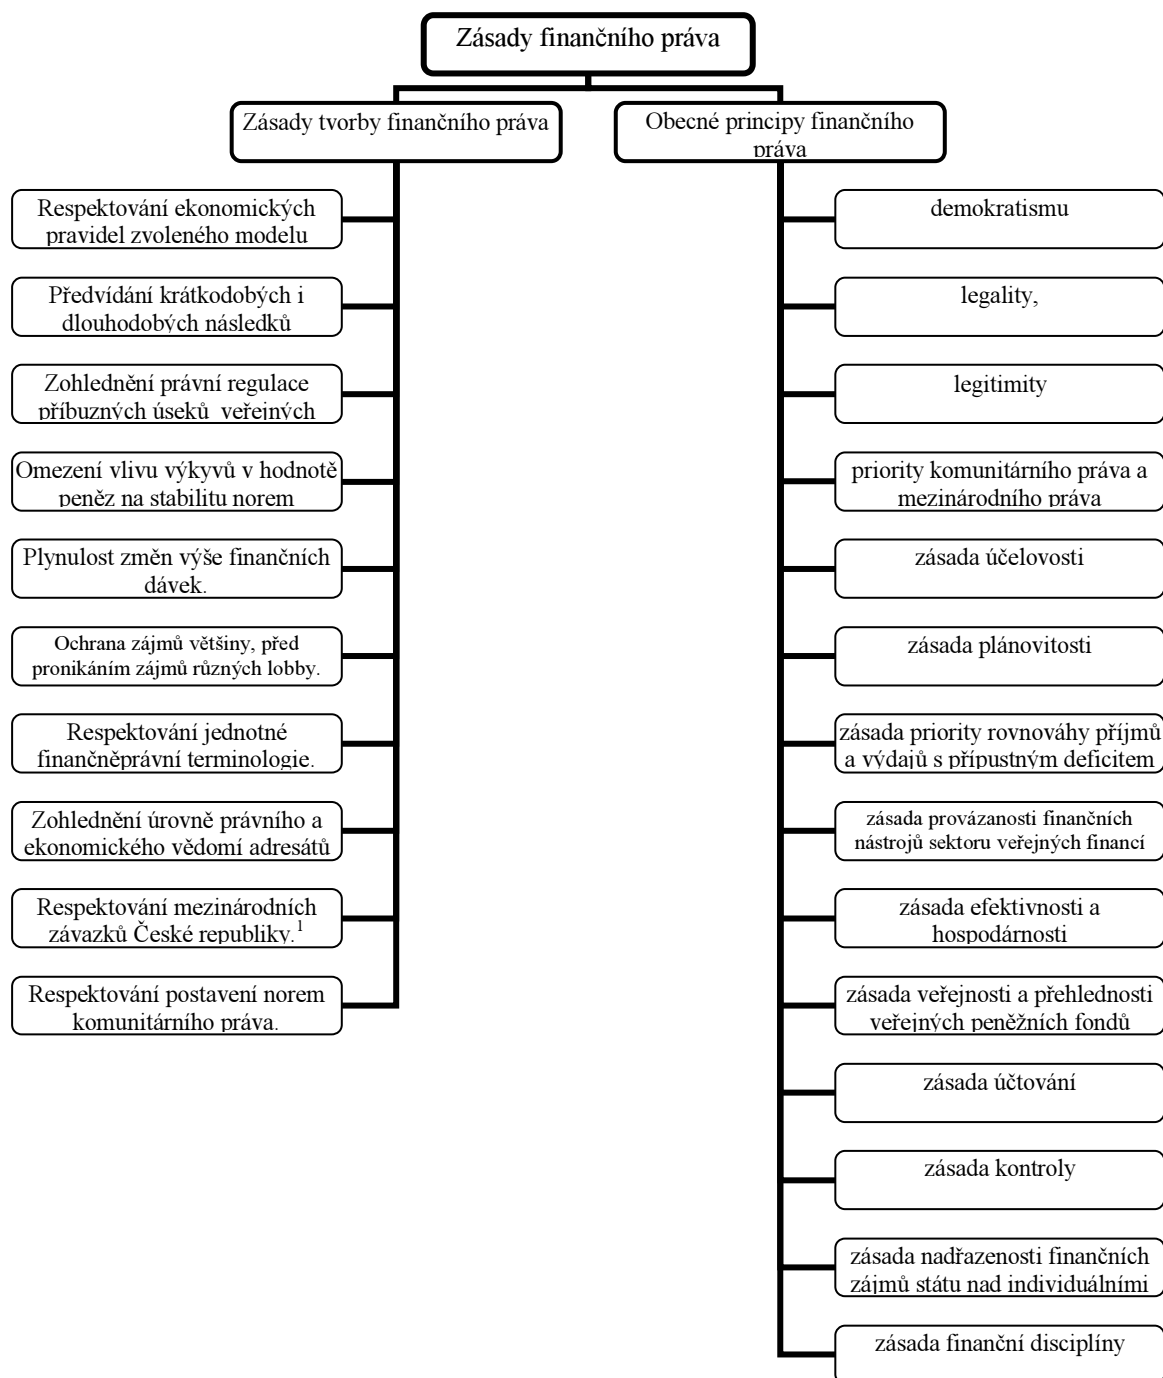 Zásady finančního práva
Zásady tvorby finančního práva
Obecné principy finančního
práva
Respektování ekonomických
pravidel zvoleného modelu
Předvídání krátkodobých i
dlouhodobých následků
Zohlednění právní regulace
příbuzných úseků veřejných
Omezení vlivu výkyvů v hodnotě
peněz na stabilitu norem
Plynulost změn výše finančních
dávek.
Ochrana zájmů většiny, před
pronikáním zájmů různých lobby.
Respektování jednotné
finančněprávní terminologie.
Zohlednění úrovně právního a
ekonomického vědomí adresátů
Respektování mezinárodních
závazků České republiky.¹
Respektování postavení norem
komunitárního práva.
demokratismu
legality,
legitimity
priority komunitárního práva a
mezinárodního práva
zásada účelovosti
zásada plánovitosti
zásada priority rovnováhy příjmů
a výdajů s přípustným deficitem
zásada provázanosti finančních
nástrojů sektoru veřejných financí
zásada efektivnosti a
hospodárnosti
zásada veřejnosti a přehlednosti
veřejných peněžních fondů
zásada účtování
zásada kontroly
zásada nadřazenosti finančních
zájmů státu nad individuálními
zásada finanční disciplíny